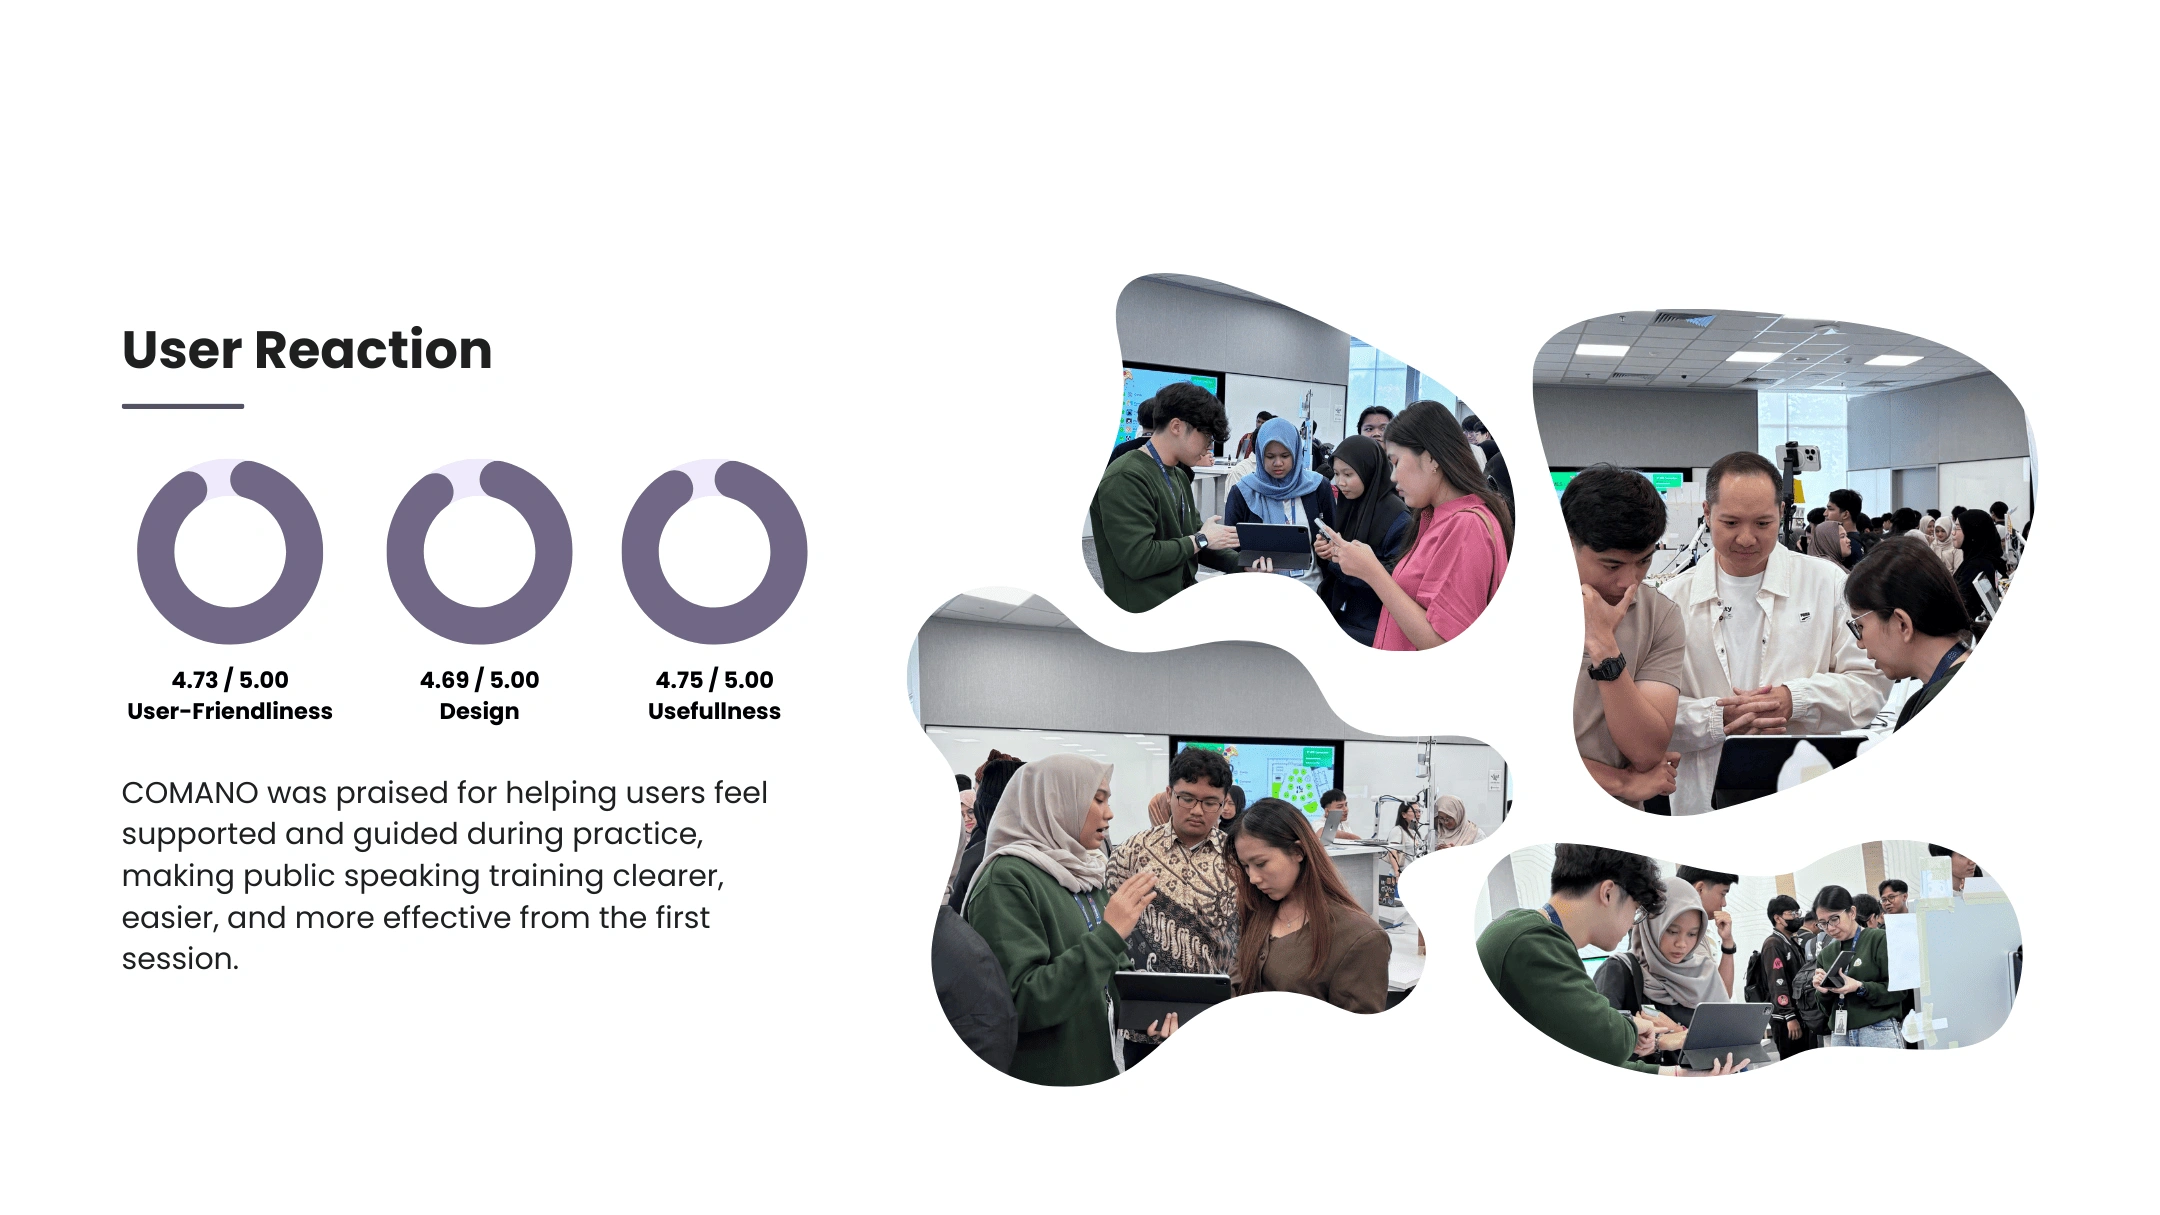 User Reaction
4.73 / 5.00
User-Friendliness
4.69 / 5.00
Design
4.75 / 5.00
Usefullness
COMANO was praised for helping users feel
supported and guided during practice,
making public speaking training clearer,
easier, and more effective from the first
session.